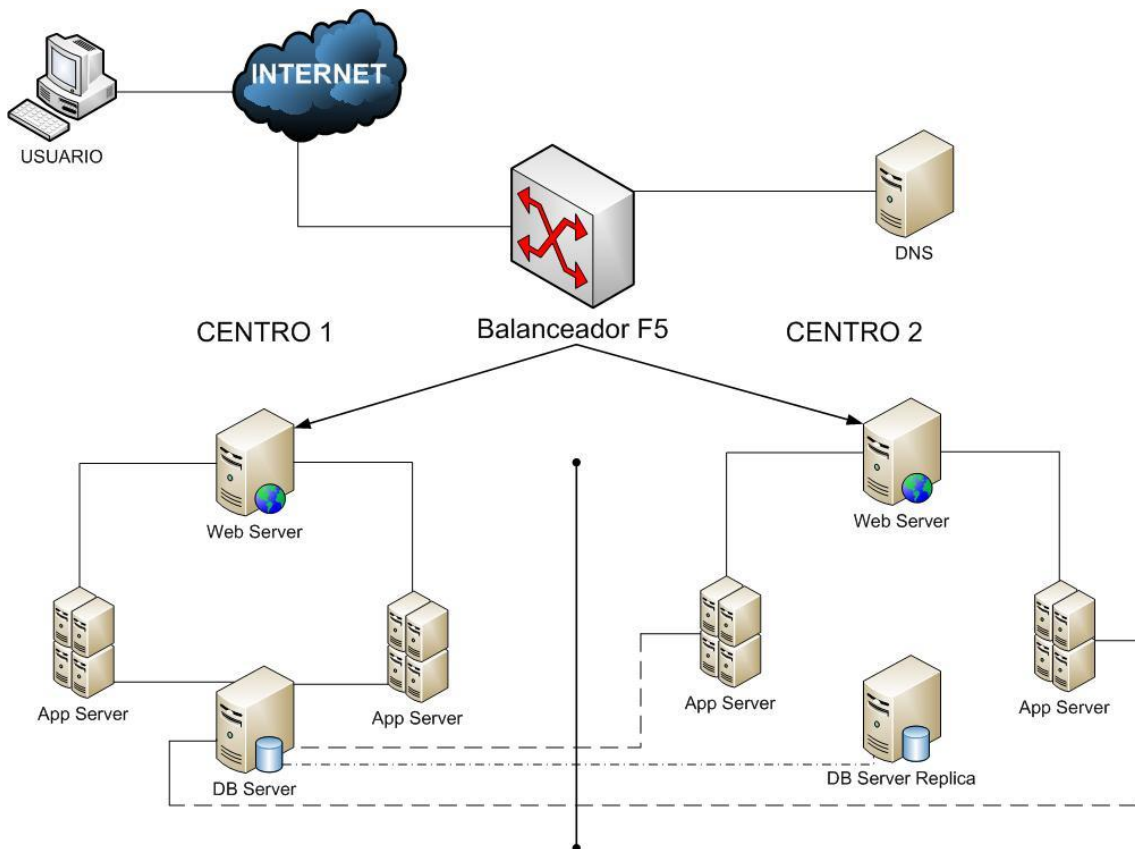 INTERNET
USUARIO
DNS
CENTRO 1
Balanceador F5
CENTRO 2
Web Server
Web Server
App Server
App Server
App Server
App Server
DB Server
DB Server Replica